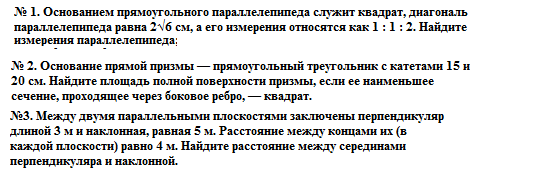 № 1. Основанием прямоугольного параллелепипеда служит квадрат, диагональ
параллелепипеда равна 2√6 см, а его измерения относятся как 1 : 1 : 2. Найдите
измерения параллелепипеда;
№ 2. Основание прямой призмы — прямоугольный треугольник с катетами 15 и
20 см. Найдите площадь полной поверхности призмы, если ее наименьшее
сечение, проходящее через боковое ребро, — квадрат.
№3. Между двумя параллельными плоскостями заключены перпендикуляр
длиной 3 м и наклонная, равная 5 м. Расстояние между концами их (в
каждой плоскости) равно 4 м. Найдите расстояние между серединами
перпендикуляра и наклонной.